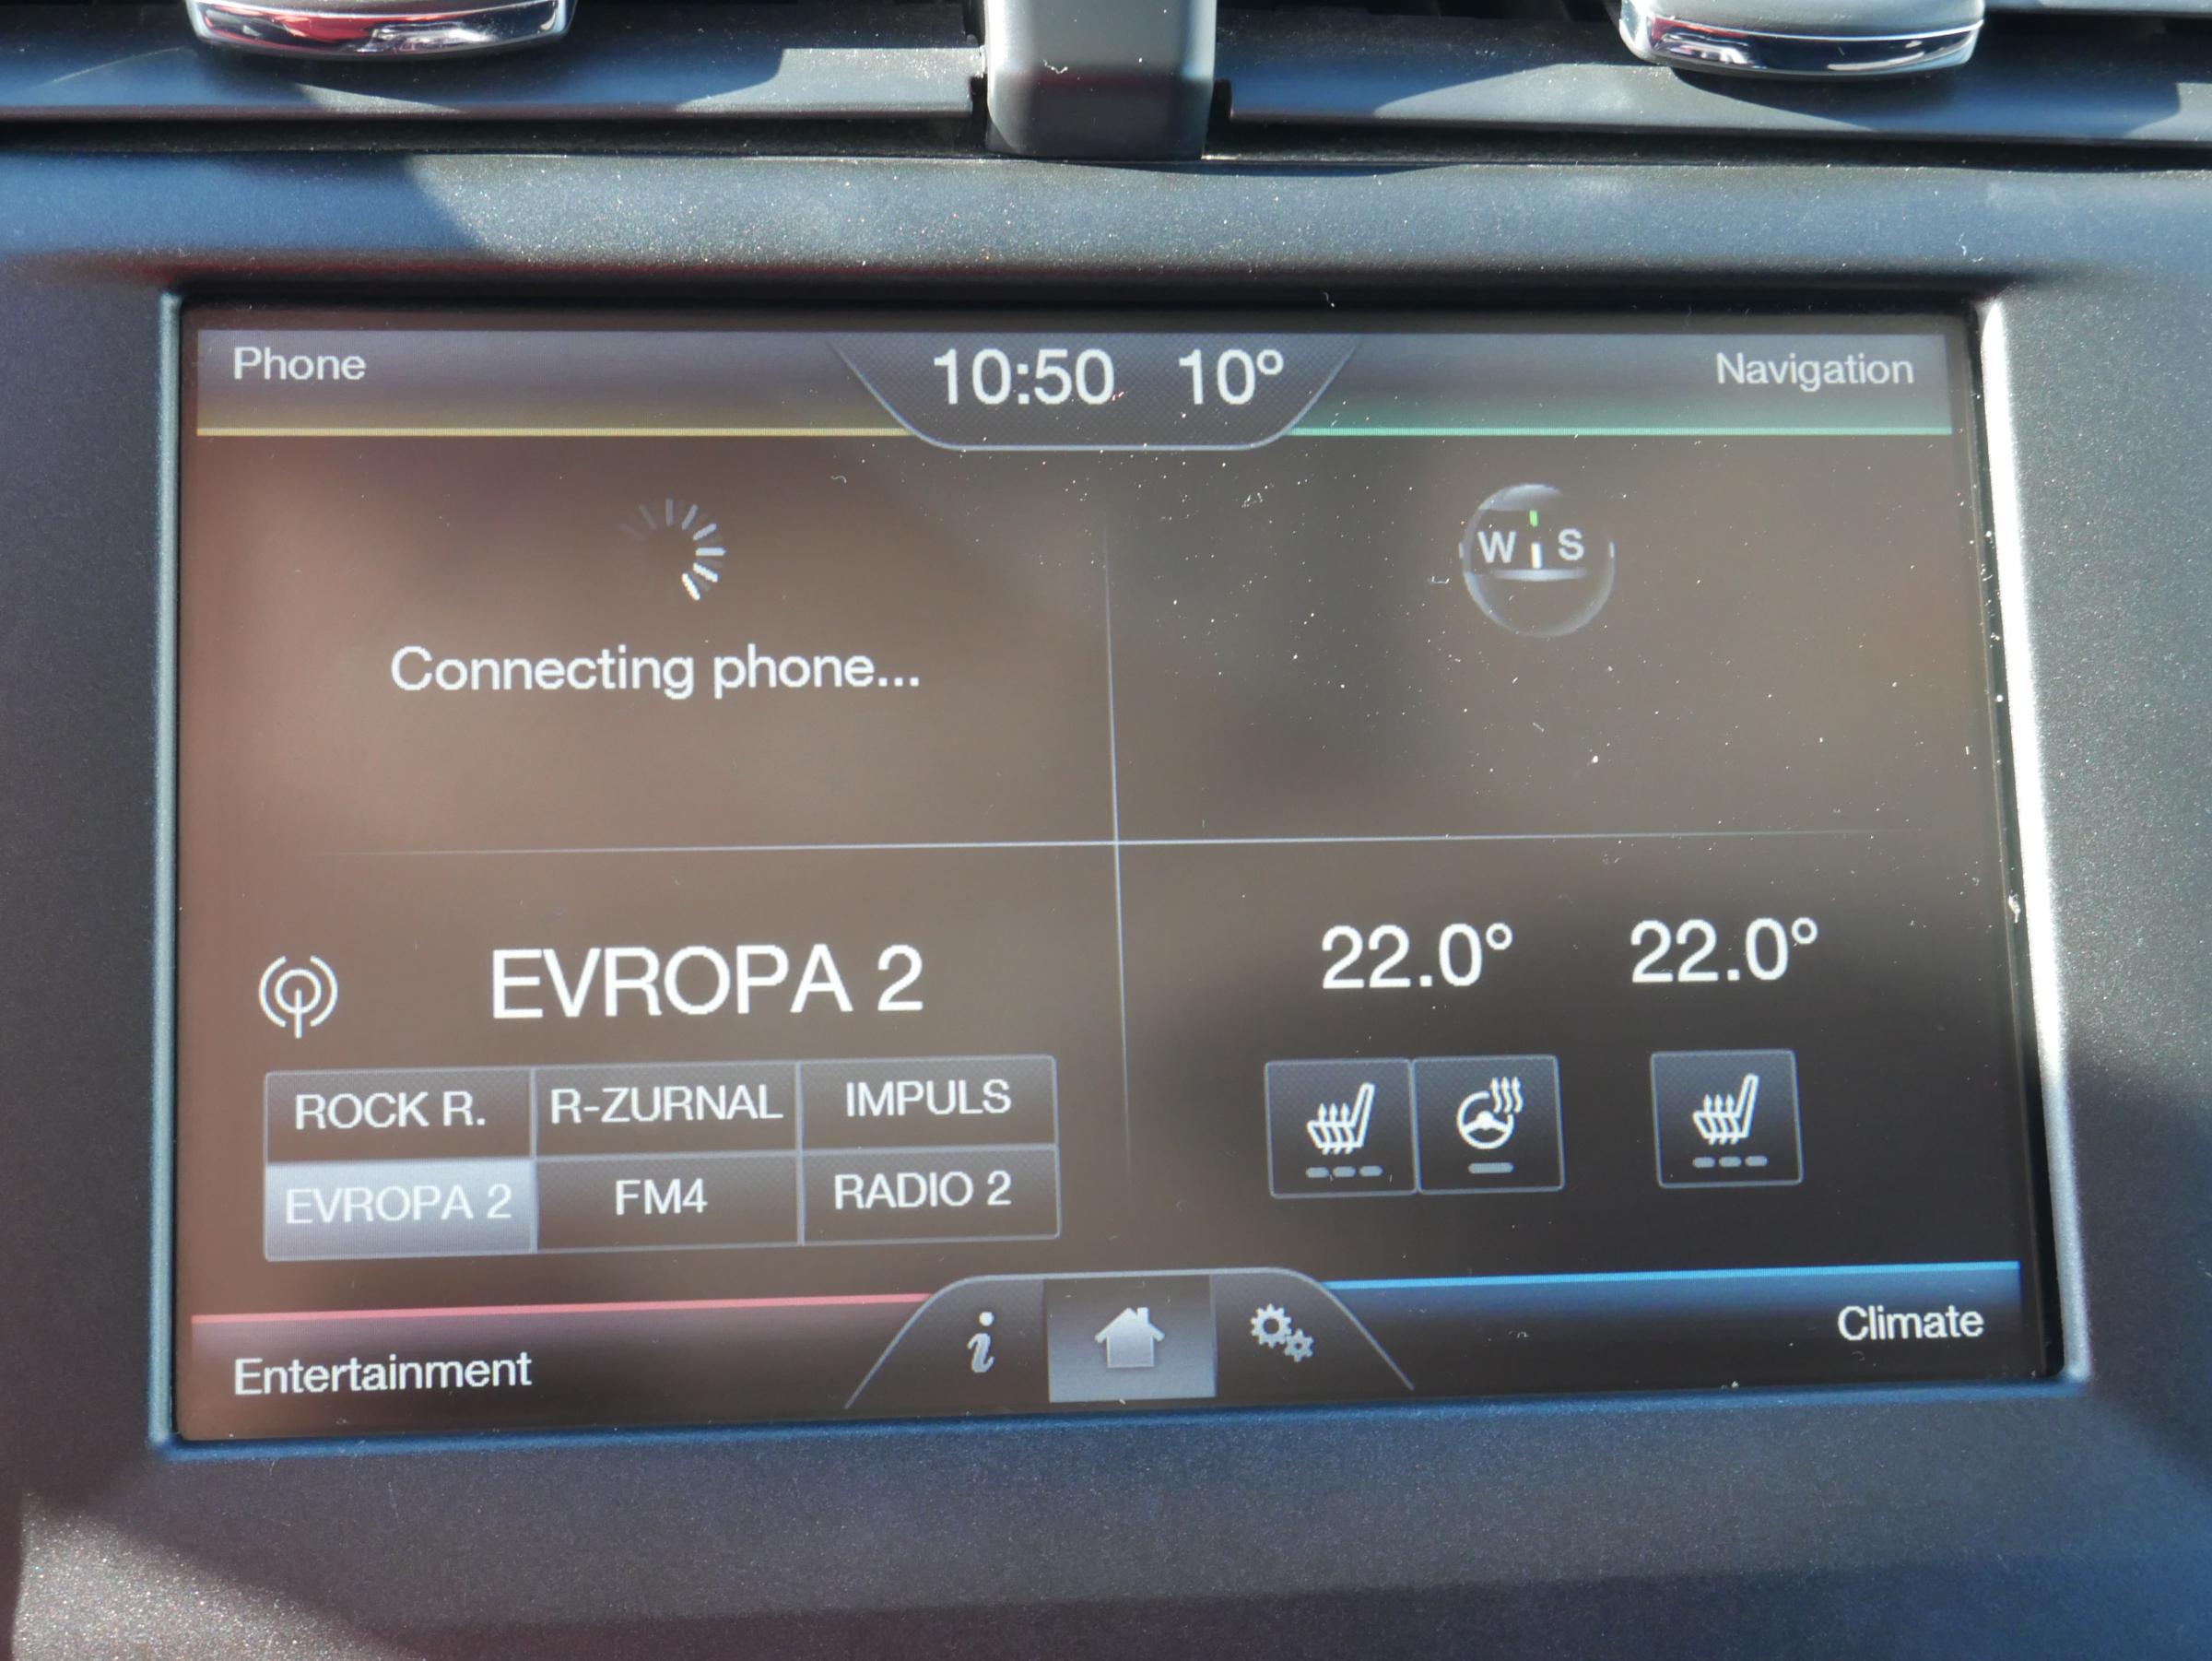 Phone
10:50 10°
Navigation
W S
Connecting phone...
EVROPA 2
ROCK R. R-ZURNAL IMPULS
EVROPA 2 FM4 RADIO 2
22.0° 22.0°
i
Entertainment
Climate